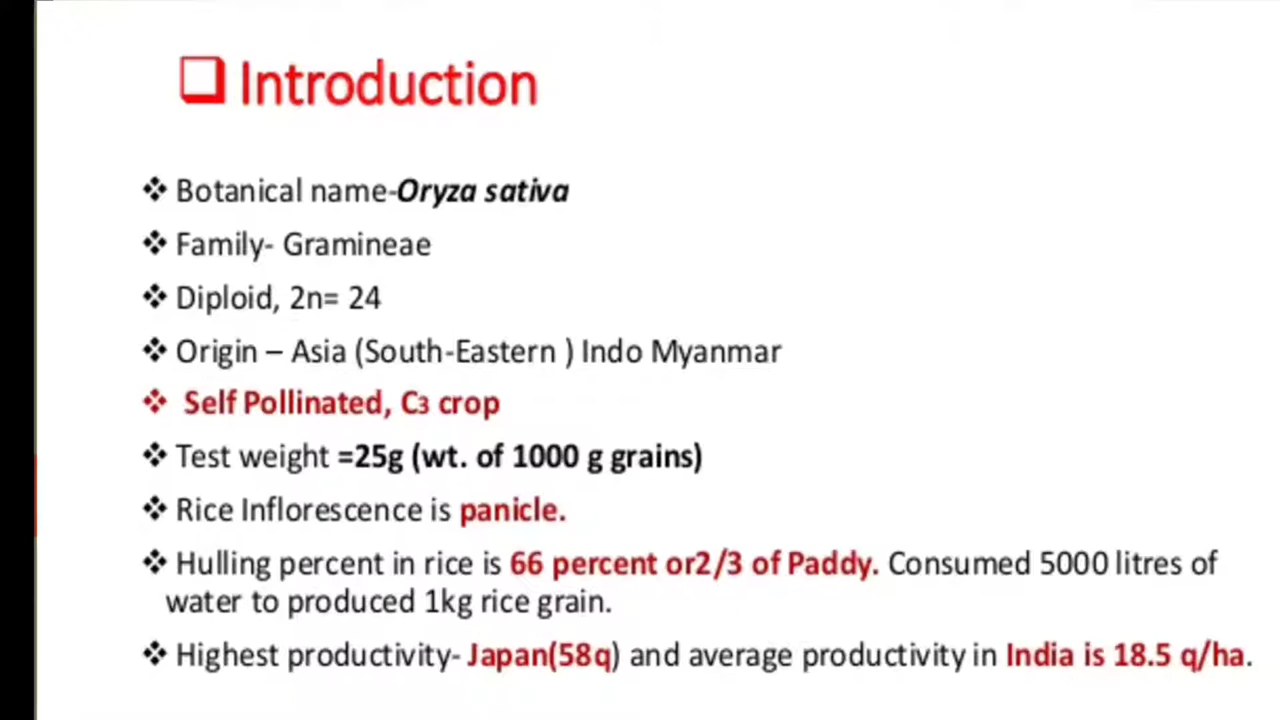 Introduction
Botanical name-Oryza sativa
Family- Gramineae
Diploid, 2n= 24
Origin – Asia (South-Eastern ) Indo Myanmar
Self Pollinated, C3 crop
Test weight =25g (wt. of 1000 g grains)
Rice Inflorescence is panicle.
Hulling percent in rice is 66 percent or2/3 of Paddy. Consumed 5000 litres of
water to produced 1kg rice grain.
Highest productivity- Japan(58q) and average productivity in India is 18.5 q/ha.